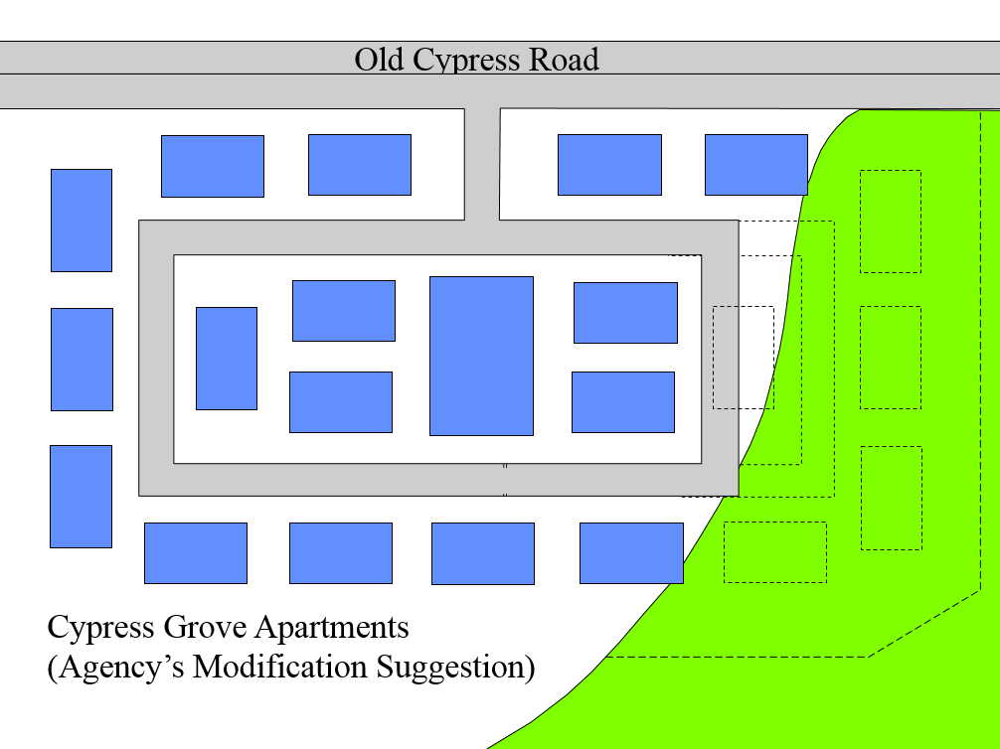 Old Cypress Road
Cypress Grove Apartments
(Agency’s Modification Suggestion)